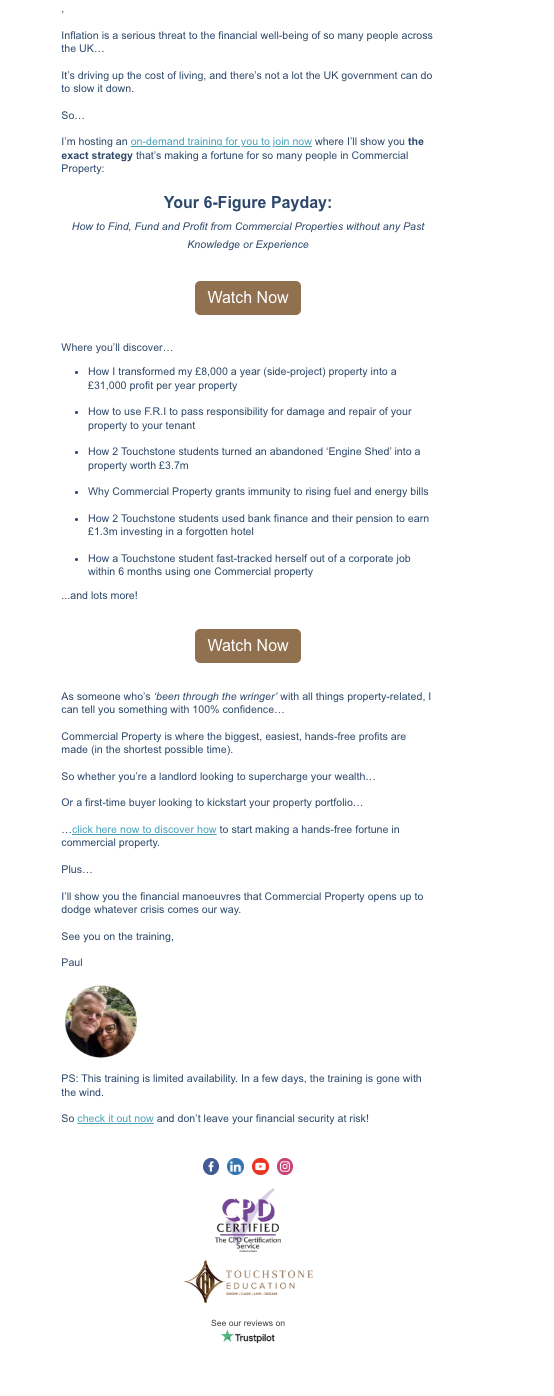 ,
Inflation is a serious threat to the financial well-being of so many people across
the UK…
It’s driving up the cost of living, and there’s not a lot the UK government can do
to slow it down.
So…
I’m hosting an on-demand training for you to join now where I’ll show you the
exact strategy that’s making a fortune for so many people in Commercial
Property:
Your 6-Figure Payday:
How to Find, Fund and Profit from Commercial Properties without any Past
Knowledge or Experience
Watch Now
Where you’ll discover…
• How I transformed my £8,000 a year (side-project) property into a
£31,000 profit per year property
• How to use F.R.I to pass responsibility for damage and repair of your
property to your tenant
• How 2 Touchstone students turned an abandoned ‘Engine Shed’ into a
property worth £3.7m
• Why Commercial Property grants immunity to rising fuel and energy bills
• How 2 Touchstone students used bank finance and their pension to earn
£1.3m investing in a forgotten hotel
• How a Touchstone student fast-tracked herself out of a corporate job
within 6 months using one Commercial property
...and lots more!
Watch Now
As someone who’s ‘been through the wringer’ with all things property-related, I
can tell you something with 100% confidence…
Commercial Property is where the biggest, easiest, hands-free profits are
made (in the shortest possible time).
So whether you’re a landlord looking to supercharge your wealth…
Or a first-time buyer looking to kickstart your property portfolio…
…click here now to discover how to start making a hands-free fortune in
commercial property.
Plus…
I’ll show you the financial manoeuvres that Commercial Property opens up to
dodge whatever crisis comes our way.
See you on the training,
Paul
PS: This training is limited availability. In a few days, the training is gone with
the wind.
So check it out now and don’t leave your financial security at risk!
CPD
CERTIFIED
The CPD Certification
Service
TOUCHSTONE
EDUCATION
See our reviews on
Trustpilot